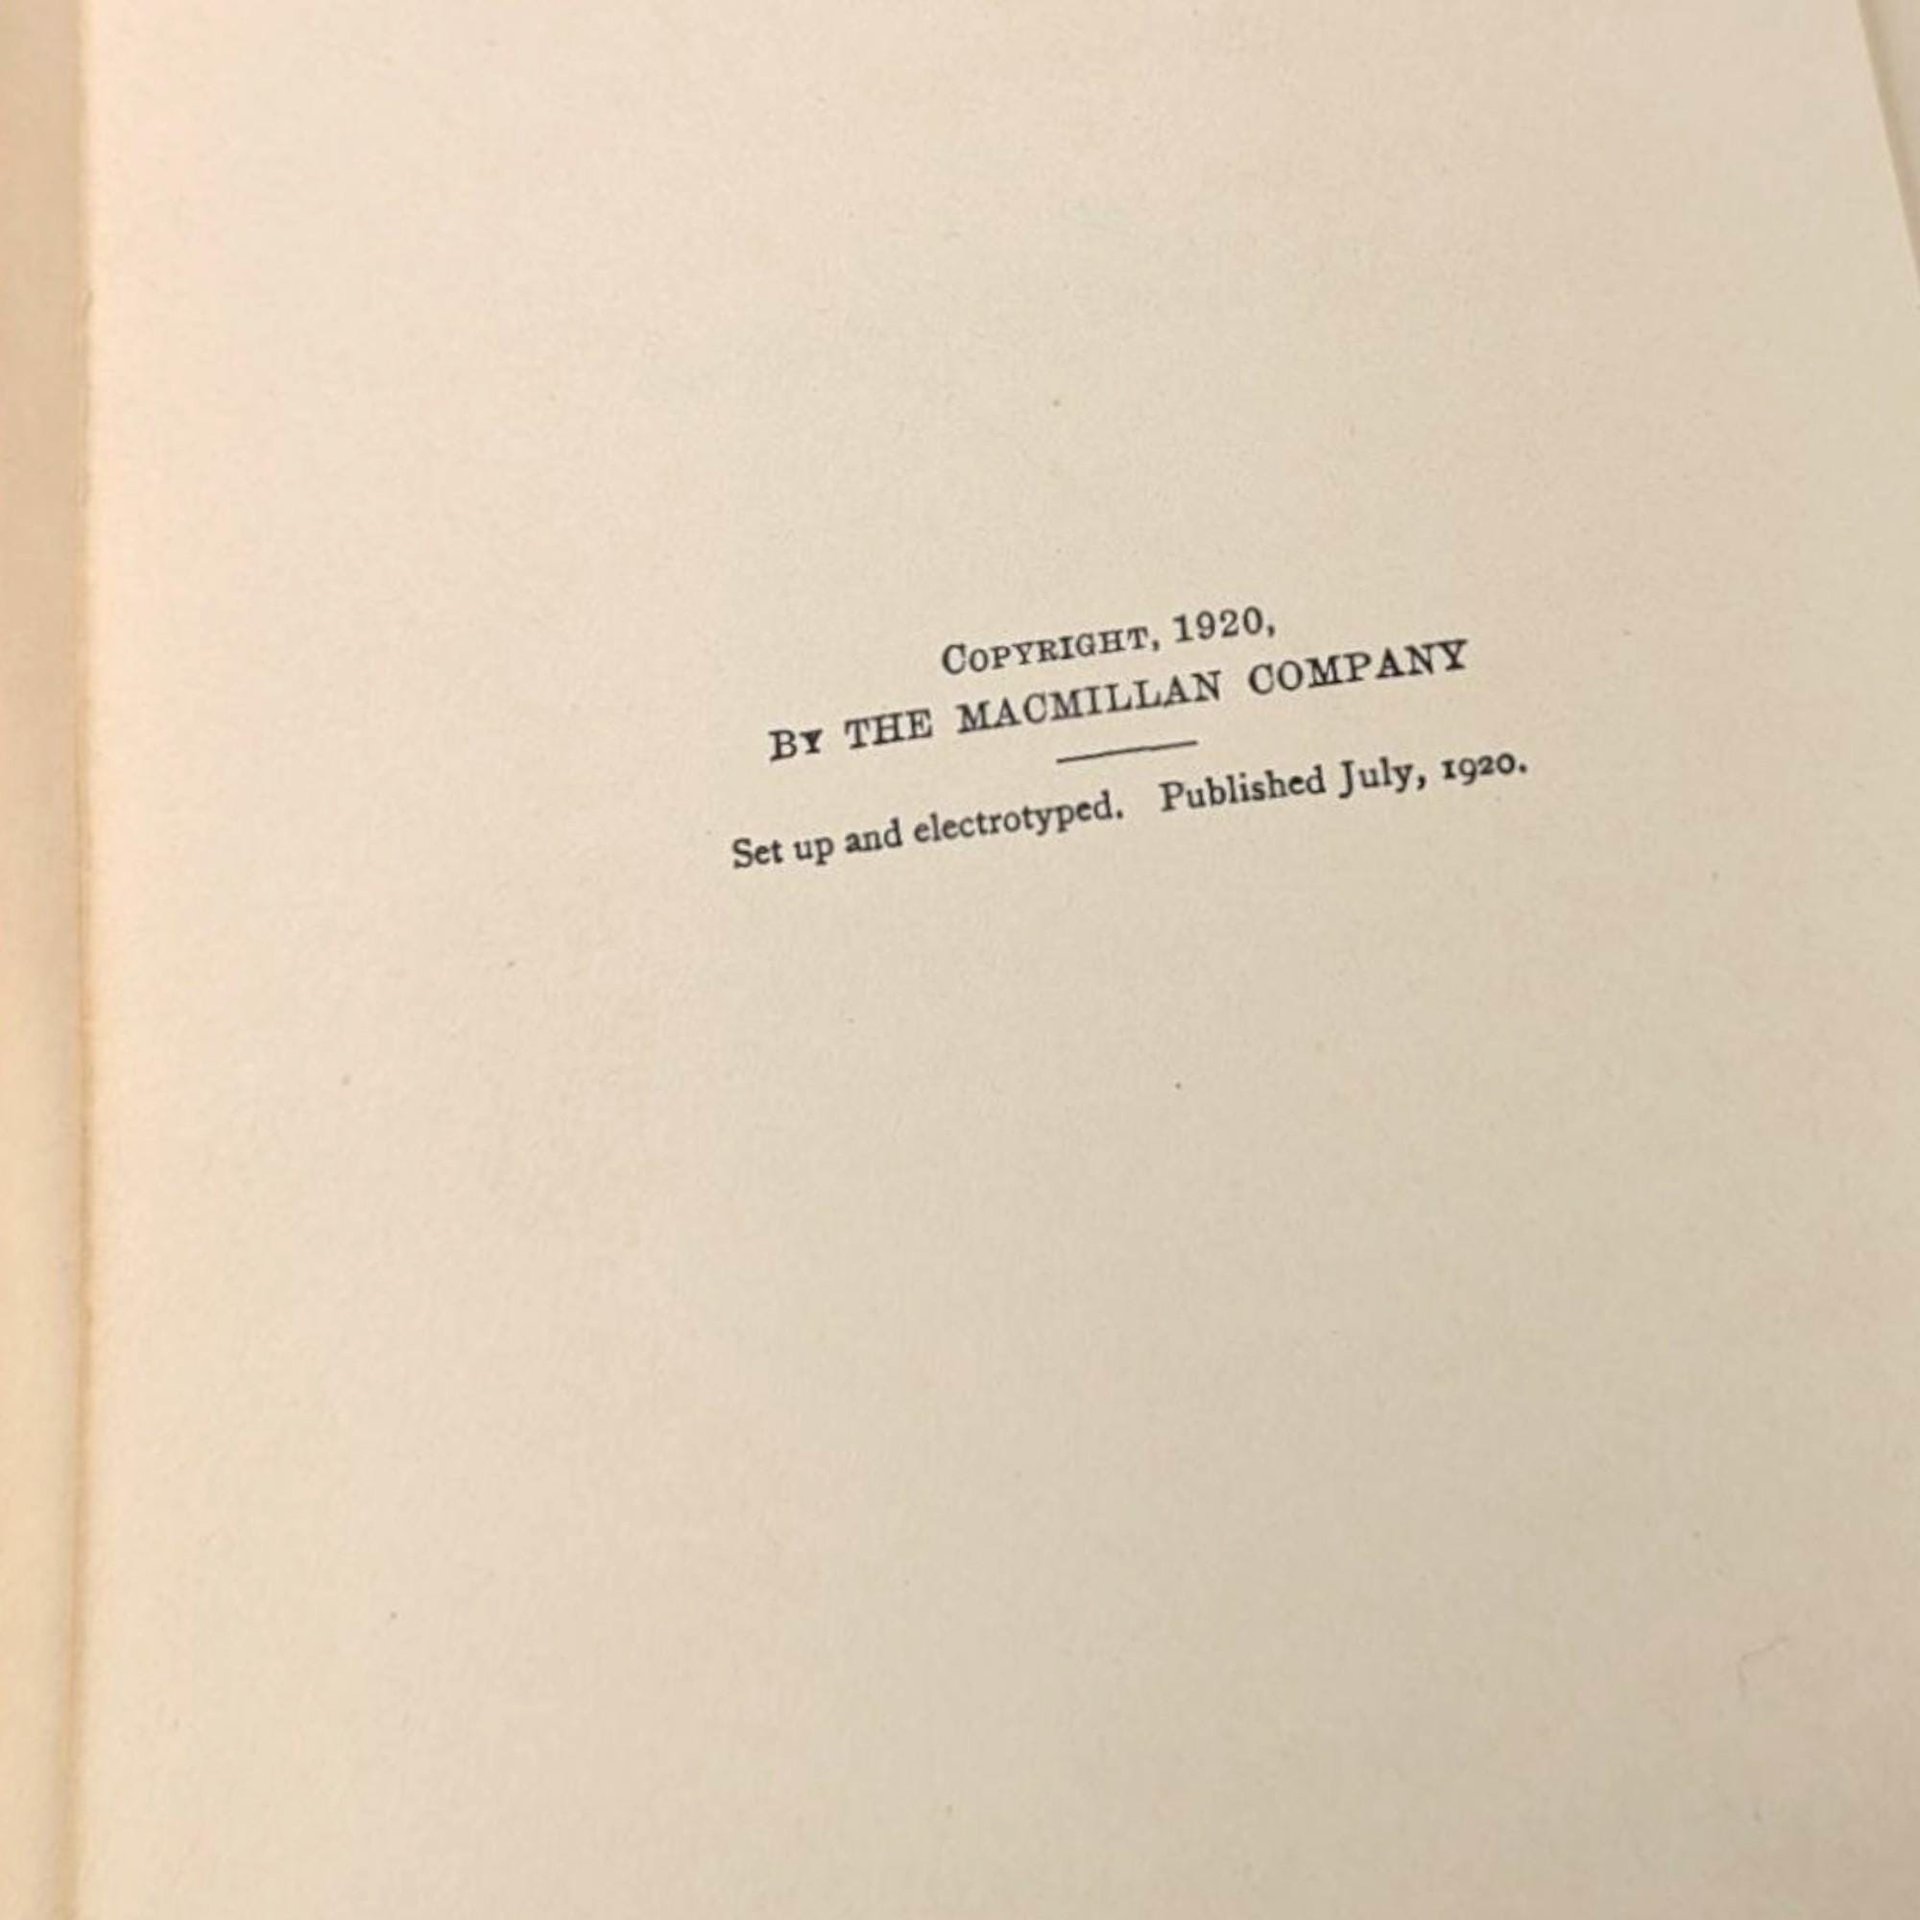 COPYRIGHT, 1920,
BY THE MACMILLAN COMPANY
Set up and electrotyped. Published July, 1920.